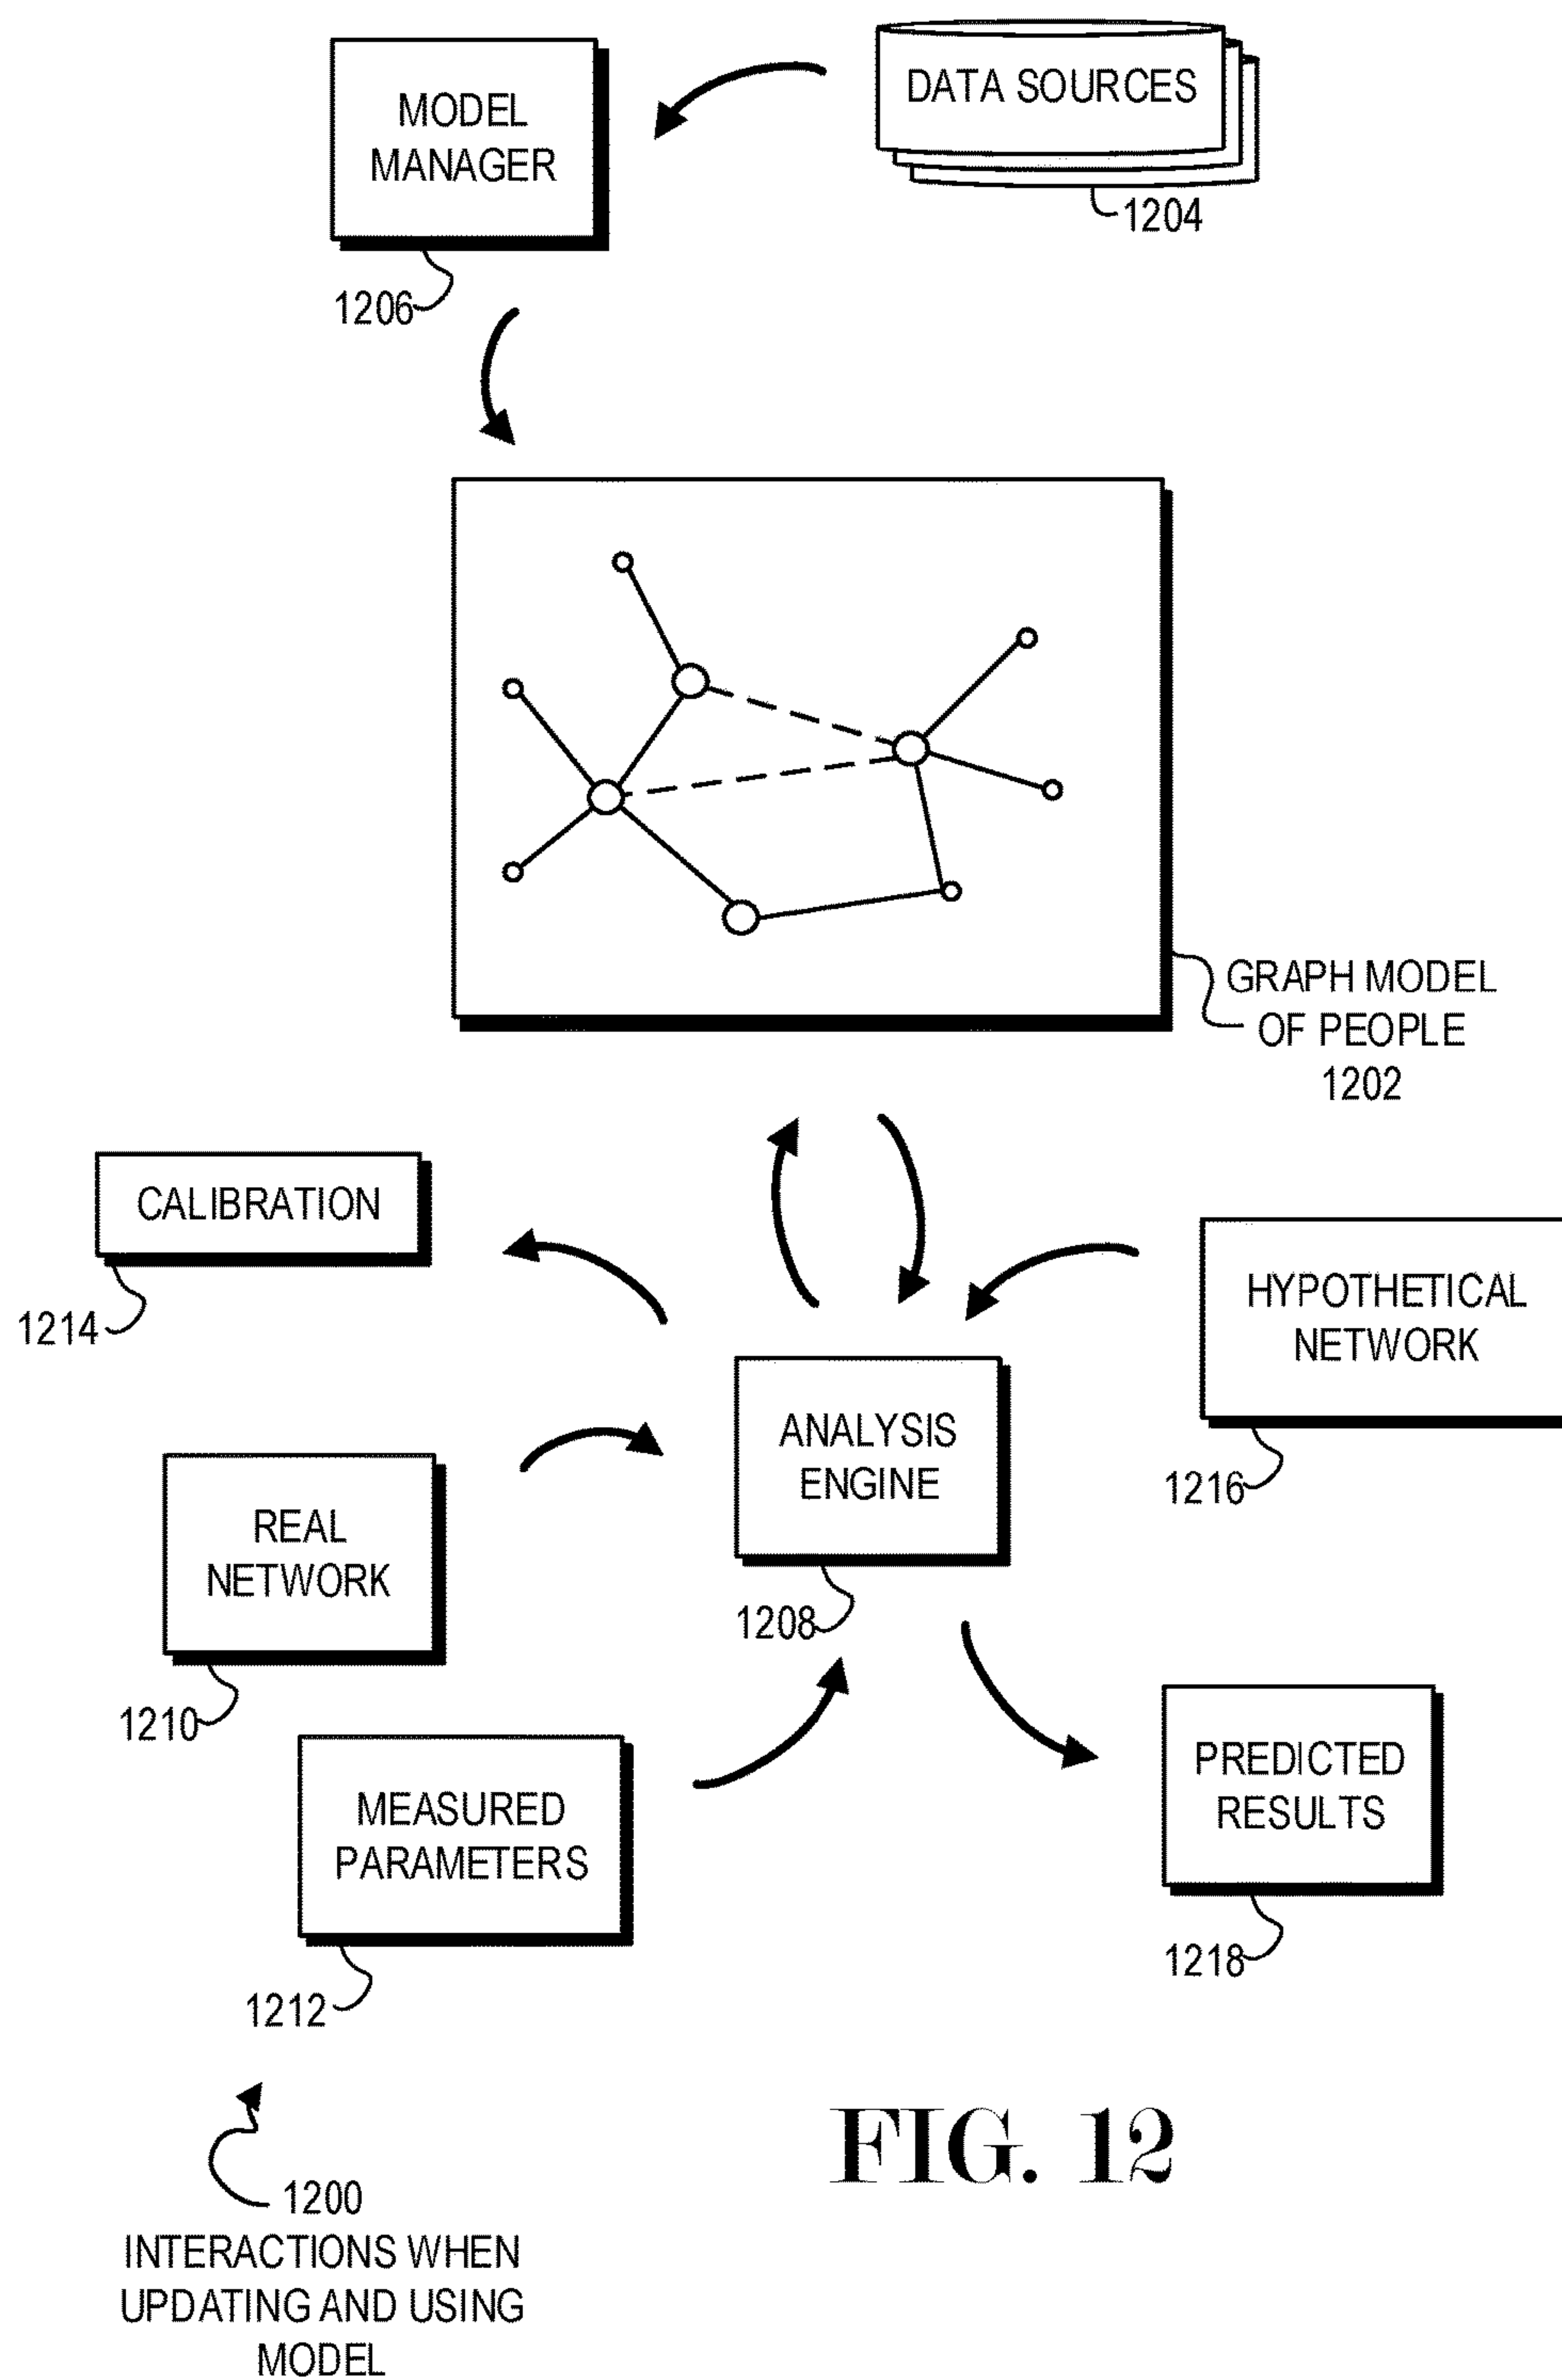 DATA SOURCES
1204
MODEL
MANAGER
1206
GRAPH MODEL
OF PEOPLE
1202
CALIBRATION
1214
HYPOTHETICAL
NETWORK
1216
ANALYSIS
ENGINE
1208
REAL
NETWORK
1210
MEASURED
PARAMETERS
1212
PREDICTED
RESULTS
1218
1200
INTERACTIONS WHEN
UPDATING AND USING
MODEL
FIG. 12